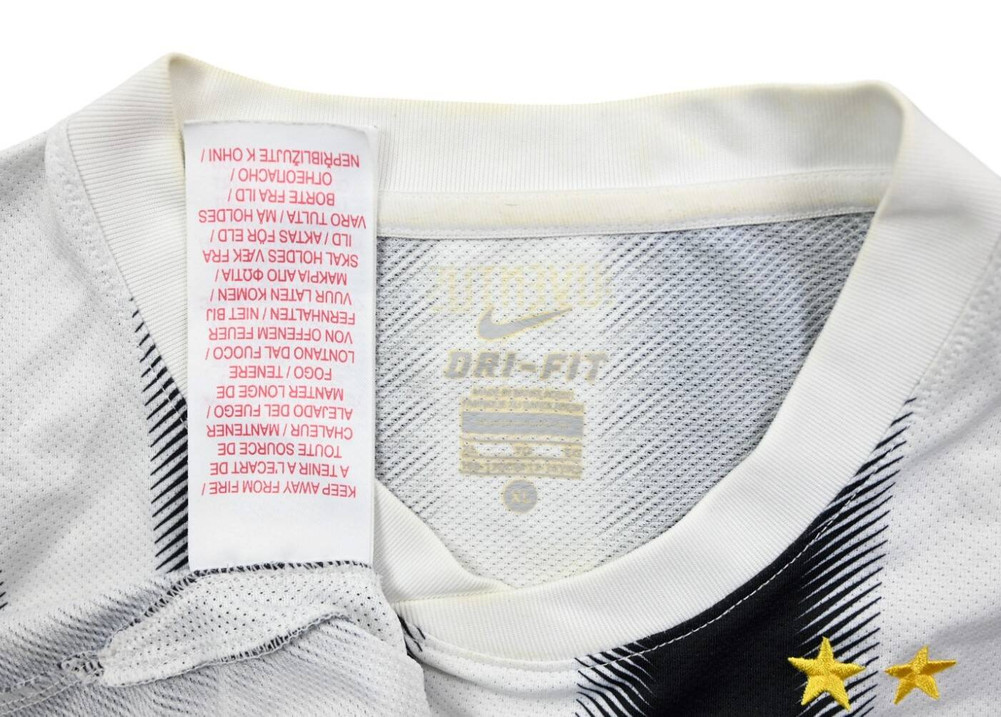 KEEP AWAY FROM FIRE /
A TENIR A L'ECART DE
TOUTE SOURCE DE
CHALEUR / MANTENER
ALEJADO DEL FUEGO /
MANTER LONGE DE
FOGO / TENERE
LONTANO DAL FUOCO /
VON OFFENEM FEUER
FERNHALTEN / NIET BIJ
VUUR LATEN KOMEN /
ΜΑΚΡΙΑ ΑΠΟ ΦΩΤΙΑ /
SKAL HOLDES VÆK FRA
ILD / AKTAS FÖR ELD /
VARO TULTA / MÅ HOLDES
BORTE FRA ILD /
ОГНЕОПАСНО /
NEPŘIBLIŽUJTE K OHNI /
DRI-FIT
XL